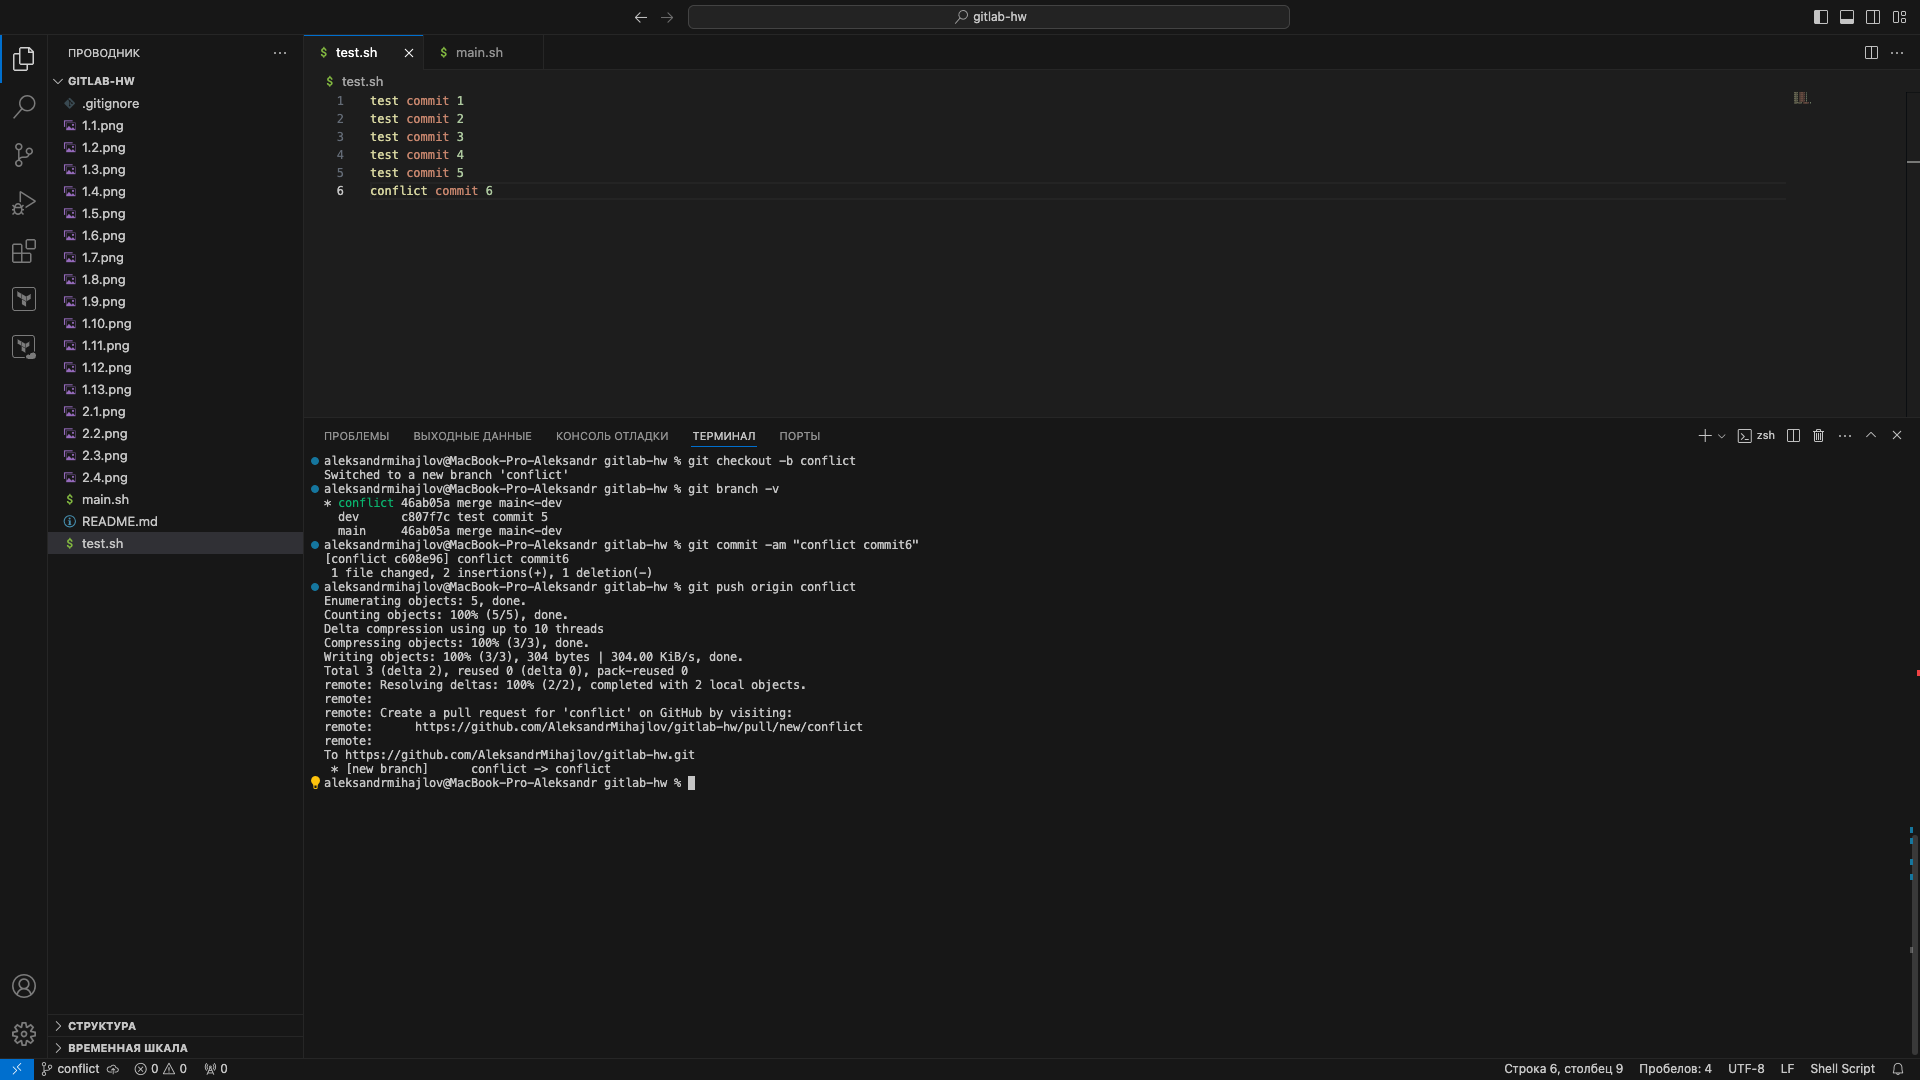 gitlab-hw
ПРОВОДНИК
GITLAB-HW
.gitignore
1.1.png
1.2.png
1.3.png
1.4.png
1.5.png
1.6.png
1.7.png
1.8.png
1.9.png
1.10.png
1.11.png
1.12.png
1.13.png
2.1.png
2.2.png
2.3.png
2.4.png
$ main.sh
README.md
$ test.sh
СТРУКТУРА
ВРЕМЕННАЯ ШКАЛА
$ test.sh
$ main.sh
$ test.sh
1 test commit 1
2 test commit 2
3 test commit 3
4 test commit 4
5 test commit 5
6 conflict commit 6
ПРОБЛЕМЫ ВЫХОДНЫЕ ДАННЫЕ КОНСОЛЬ ОТЛАДКИ ТЕРМИНАЛ ПОРТЫ
zsh
aleksandrmihajlov@MacBook-Pro-Aleksandr gitlab-hw % git checkout -b conflict
Switched to a new branch 'conflict'
aleksandrmihajlov@MacBook-Pro-Aleksandr gitlab-hw % git branch -v
* conflict 46ab05a merge main<-dev
dev c807f7c test commit 5
main 46ab05a merge main<-dev
aleksandrmihajlov@MacBook-Pro-Aleksandr gitlab-hw % git commit -am "conflict commit6"
[conflict c608e96] conflict commit6
1 file changed, 2 insertions(+), 1 deletion(-)
aleksandrmihajlov@MacBook-Pro-Aleksandr gitlab-hw % git push origin conflict
Enumerating objects: 5, done.
Counting objects: 100% (5/5), done.
Delta compression using up to 10 threads
Compressing objects: 100% (3/3), done.
Writing objects: 100% (3/3), 304 bytes | 304.00 KiB/s, done.
Total 3 (delta 2), reused 0 (delta 0), pack-reused 0
remote: Resolving deltas: 100% (2/2), completed with 2 local objects.
remote:
remote: Create a pull request for 'conflict' on GitHub by visiting:
remote: https://github.com/AleksandrMihajlov/gitlab-hw/pull/new/conflict
remote:
To https://github.com/AleksandrMihajlov/gitlab-hw.git
* [new branch] conflict -> conflict
aleksandrmihajlov@MacBook-Pro-Aleksandr gitlab-hw %
conflict 0 0 0
Строка 6, столбец 9 Пробелов: 4 UTF-8 LF Shell Script